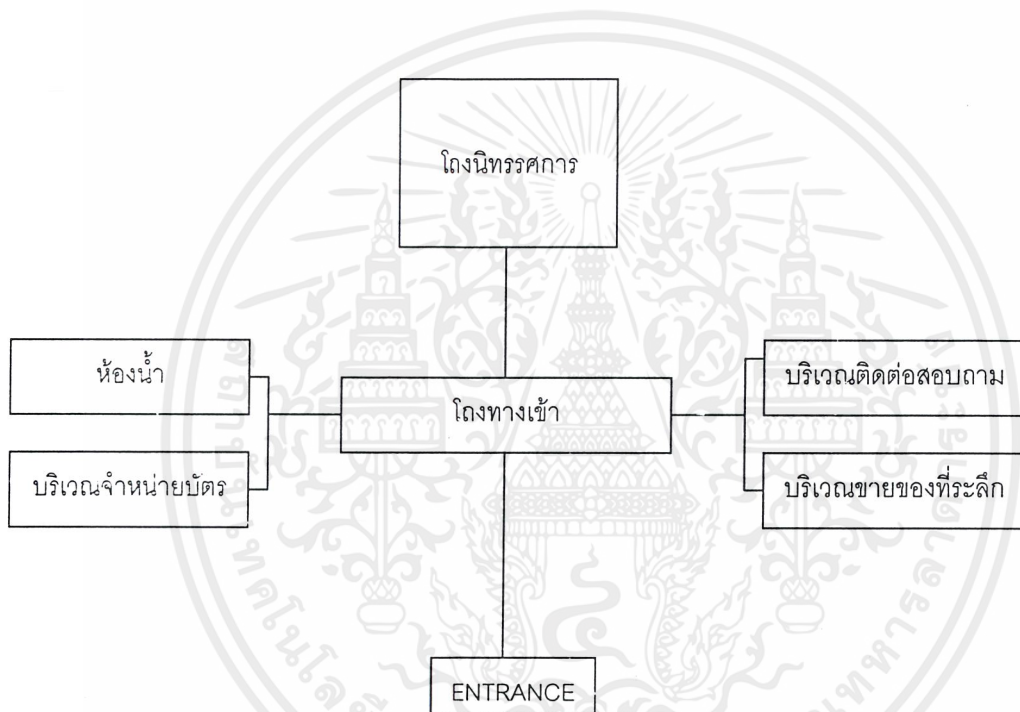 โถงนิทรรศการ
ห้องน้ำ
โถงทางเข้า
บริเวณติดต่อสอบถาม
บริเวณจำหน่ายบัตร
บริเวณขายของที่ระลึก
ENTRANCE